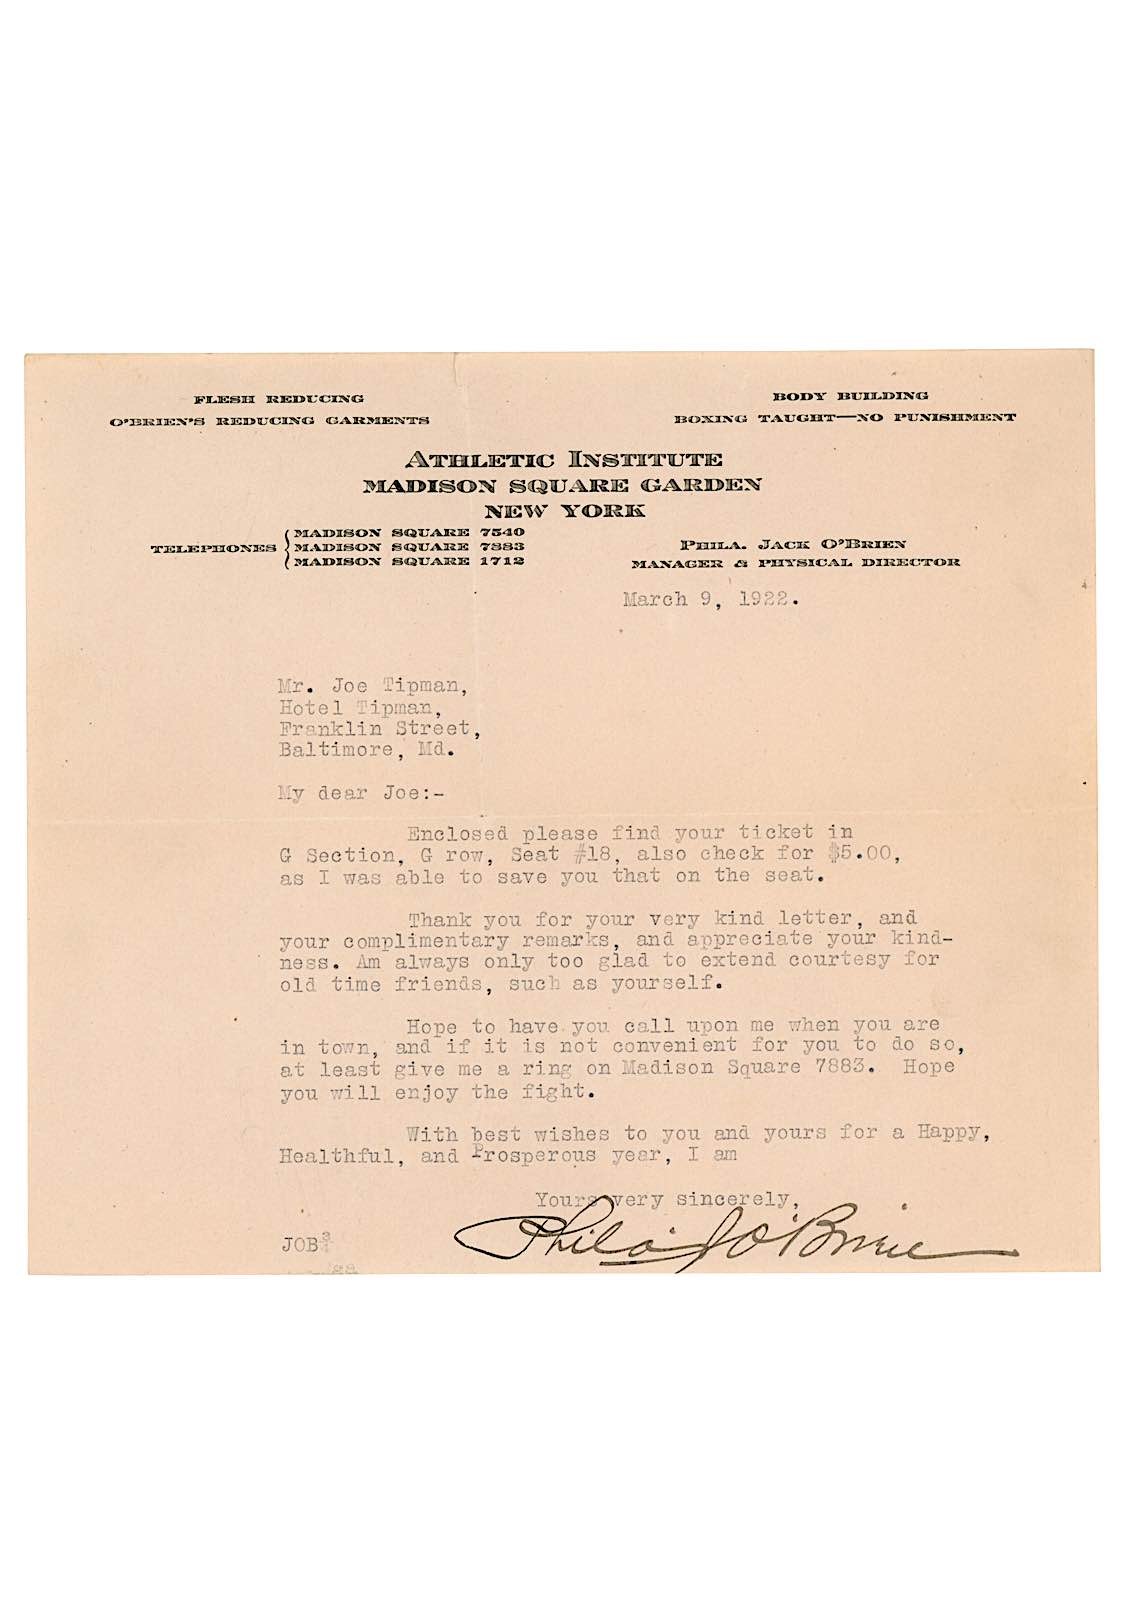 FLESH REDUCING
O'BRIEN'S REDUCING GARMENTS
BODY BUILDING
BOXING TAUGHT—NO PUNISHMENT
ATHLETIC INSTITUTE
MADISON SQUARE GARDEN
NEW YORK
TELEPHONES
MADISON SQUARE 7540
MADISON SQUARE 7883
MADISON SQUARE 1712
PHILA. JACK O'BRIEN
MANAGER & PHYSICAL DIRECTOR
March 9, 1922.
Mr. Joe Tipman,
Hotel Tipman,
Franklin Street,
Baltimore, Md.
My dear Joe:-
Enclosed please find your ticket in
G Section, G row, Seat #18, also check for $5.00,
as I was able to save you that on the seat.
Thank you for your very kind letter, and
your complimentary remarks, and appreciate your kind-
ness. Am always only too glad to extend courtesy for
old time friends, such as yourself.
Hope to have you call upon me when you are
in town, and if it is not convenient for you to do so,
at least give me a ring on Madison Square 7883. Hope
you will enjoy the fight.
With best wishes to you and yours for a Happy,
Healthful, and Prosperous year, I am
Yours very sincerely,
Phila. J O'Brien
JOB